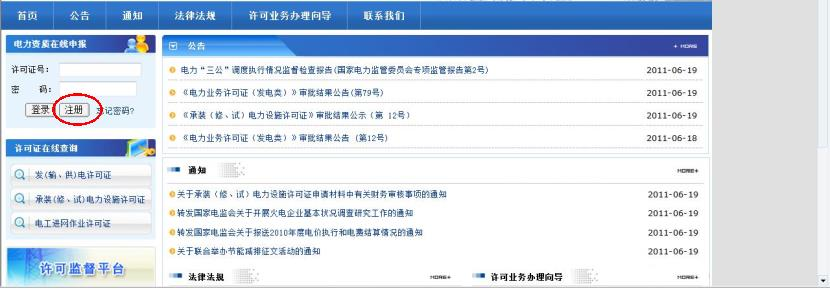 首页 公告 通知 法律法规 许可业务办理向导 联系我们
电力资质在线申报
许可证号:
密 码:
登录 注册 忘记密码?
许可证在线查询
发(输、供)电许可证
承装(修、试)电力设施许可证
电工进网作业许可证
许可监督平台
公告 + MORE
电力“三公”调度执行情况监督检查报告(国家电力监管委员会专项监管报告第2号) 2011-06-19
《电力业务许可证（发电类）》审批结果公告(第79号) 2011-06-19
《承装（修、试）电力设施许可证》审批结果公示（第 12号） 2011-06-19
《电力业务许可证（发电类）》审批结果公告 (第12号) 2011-06-18
通知 MORE+
关于承装（修、试）电力设施许可证申请材料中有关财务审核事项的通知 2011-06-19
转发国家电监会关于开展火电企业基本状况调查研究工作的通知 2011-06-19
转发国家电监会关于报送2010年度电价执行和电费结算情况的通知 2011-06-19
关于联合举办节能减排征文活动的通知 2011-06-19
法律法规 MORE+ 许可业务办理向导 MORE+